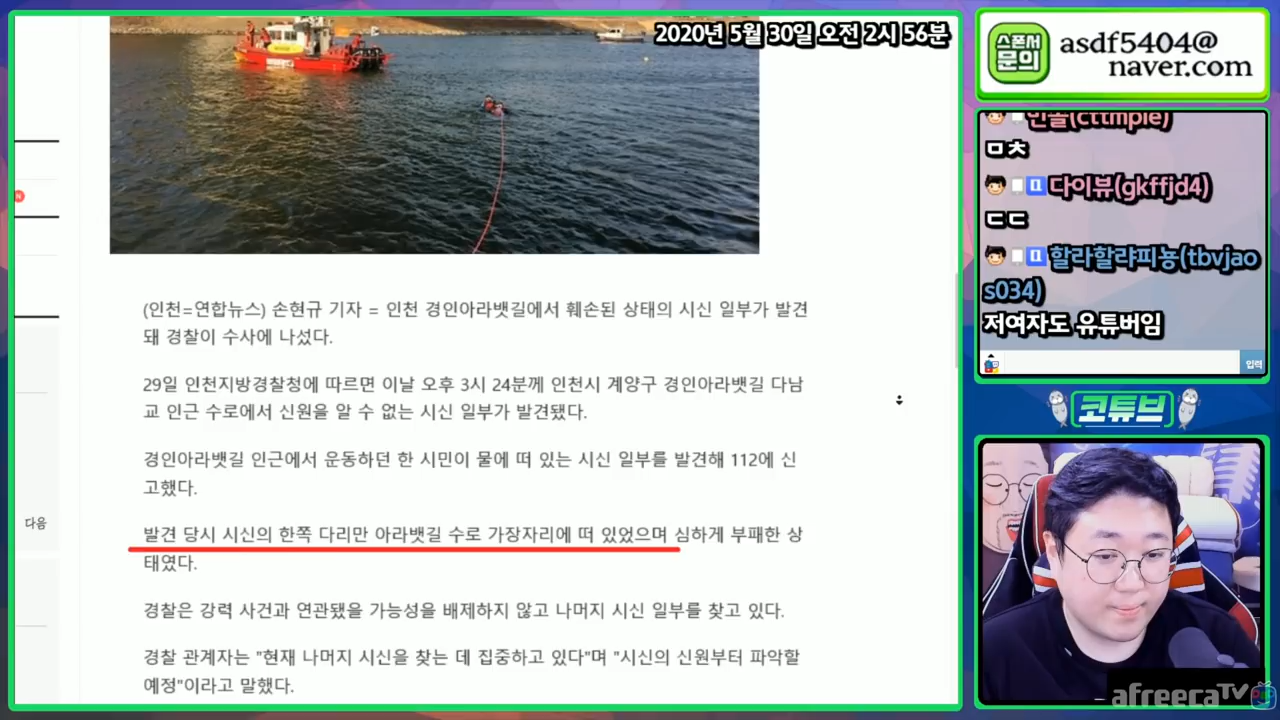 2020년 5월 30일 오전 2시 56분
(인천=연합뉴스) 손현규 기자 = 인천 경인아라뱃길에서 훼손된 상태의 시신 일부가 발견
돼 경찰이 수사에 나섰다.
29일 인천지방경찰청에 따르면 이날 오후 3시 24분께 인천시 계양구 경인아라뱃길 다남
교 인근 수로에서 신원을 알 수 없는 시신 일부가 발견됐다.
경인아라뱃길 인근에서 운동하던 한 시민이 물에 떠 있는 시신 일부를 발견해 112에 신
고했다.
발견 당시 시신의 한쪽 다리만 아라뱃길 수로 가장자리에 떠 있었으며 심하게 부패한 상
태였다.
경찰은 강력 사건과 연관됐을 가능성을 배제하지 않고 나머지 시신 일부를 찾고 있다.
경찰 관계자는 "현재 나머지 시신을 찾는 데 집중하고 있다"며 "시신의 신원부터 파악할
예정"이라고 말했다.
다음
N
스폰서
문의
asdf5404@
naver.com
(cttmple)
ㅁㅊ
다이뷰(gkffjd4)
ㄷㄷ
할라할랴피뇽(tbvjao
s034)
저여자도 유튜버임
입력
코튜브
afreecaTV